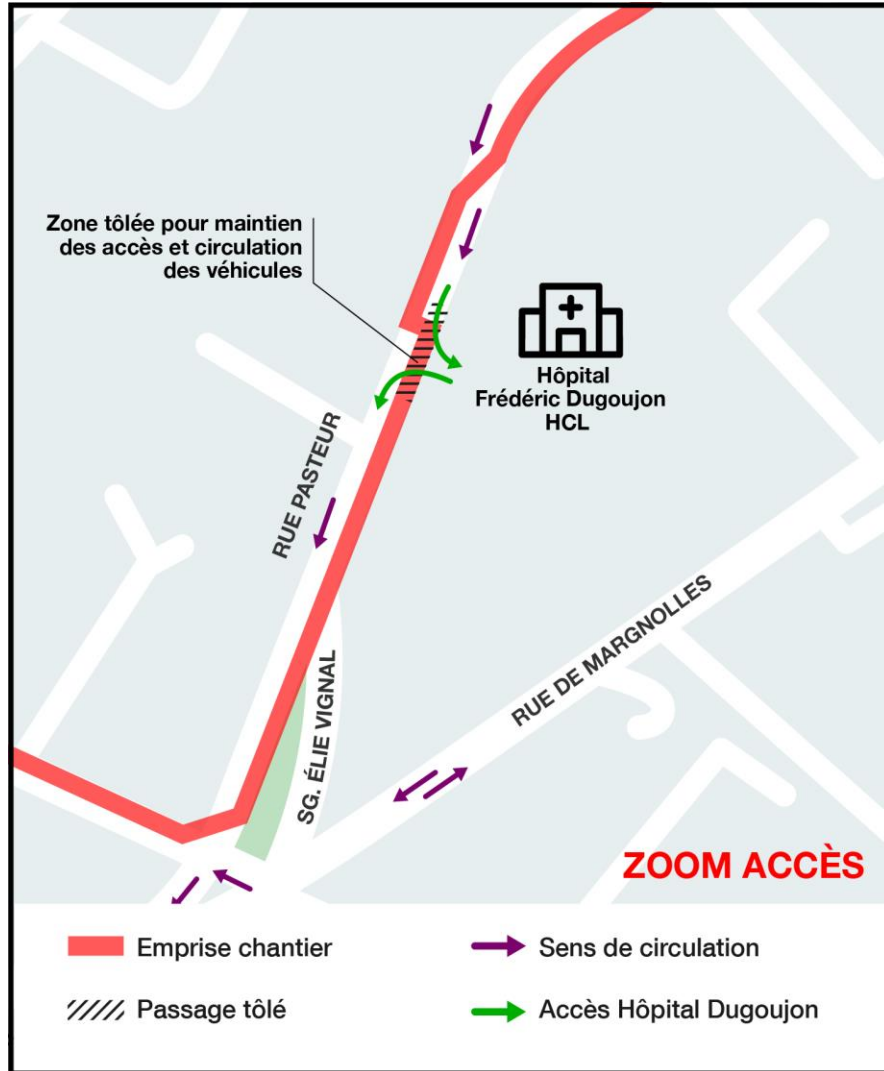 Zone tôlée pour maintien
des accès et circulation
des véhicules
Hôpital
Frédéric Dugoujon
HCL
RUE PASTEUR
RUE DE MARGNOLLES
SG. ÉLIE VIGNAL
ZOOM ACCÈS
Emprise chantier
Sens de circulation
Passage tôlé
Accès Hôpital Dugoujon